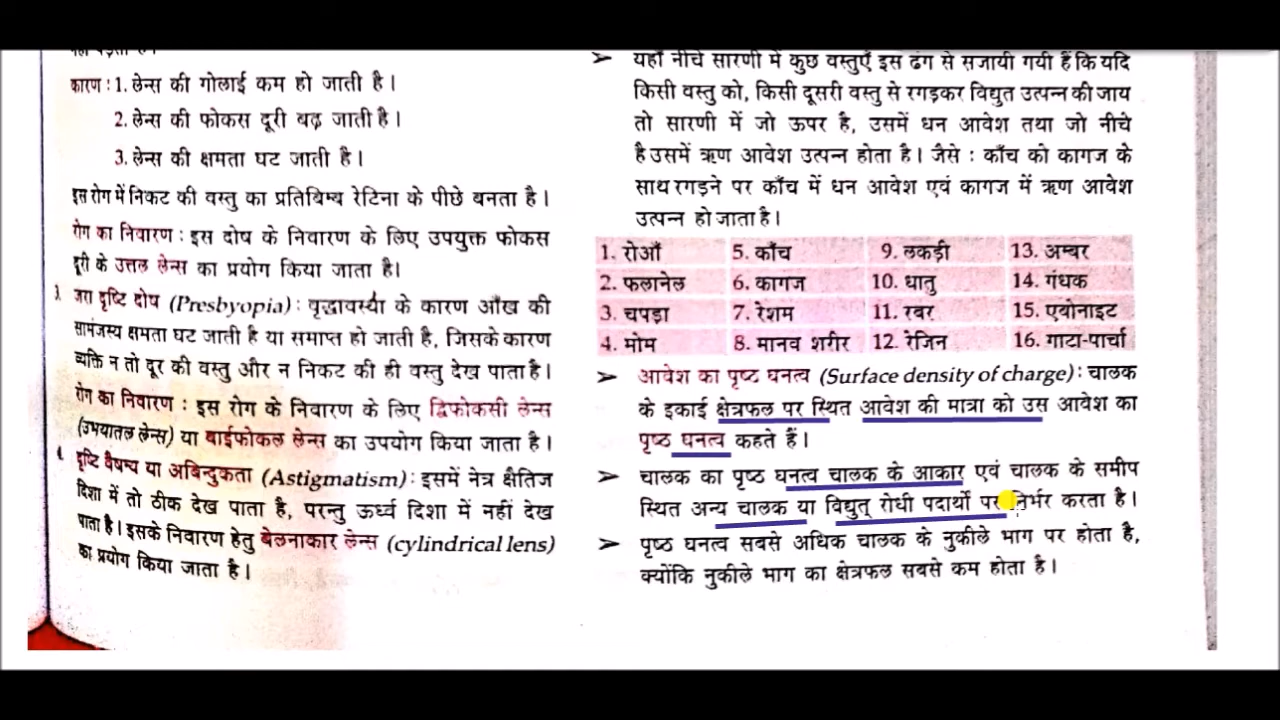 कारण : 1. लेन्स की गोलाई कम हो जाती है।
2. लेन्स की फोकस दूरी बढ़ जाती है।
3. लेन्स की क्षमता घट जाती है।
इस रोग में निकट की वस्तु का प्रतिबिम्ब रेटिना के पीछे बनता है।
रोग का निवारण : इस दोष के निवारण के लिए उपयुक्त फोकस
दूरी के उत्तल लेन्स का प्रयोग किया जाता है।
3. जरा दृष्टि दोष (Presbyopia) : वृद्धावस्था के कारण आँख की
सामंजस्य क्षमता घट जाती है या समाप्त हो जाती है, जिसके कारण
व्यक्ति न तो दूर की वस्तु और न निकट की ही वस्तु देख पाता है।
रोग का निवारण : इस रोग के निवारण के लिए द्विफोकसी लेन्स
(उभयातल लेन्स) या बाईफोकल लेन्स का उपयोग किया जाता है।
4. दृष्टि वैषम्य या अबिन्दुकता (Astigmatism) : इसमें नेत्र क्षैतिज
दिशा में तो ठीक देख पाता है, परन्तु ऊर्ध्व दिशा में नहीं देख
पाता है। इसके निवारण हेतु बेलनाकार लेन्स (cylindrical lens)
का प्रयोग किया जाता है।
➢ यहाँ नीचे सारणी में कुछ वस्तुएँ इस ढंग से सजायी गयी हैं कि यदि
किसी वस्तु को, किसी दूसरी वस्तु से रगड़कर विद्युत उत्पन्न की जाय
तो सारणी में जो ऊपर है, उसमें धन आवेश तथा जो नीचे
है उसमें ऋण आवेश उत्पन्न होता है। जैसे : काँच को कागज के
साथ रगड़ने पर काँच में धन आवेश एवं कागज में ऋण आवेश
उत्पन्न हो जाता है।
1. रोआँ 5. काँच 9. लकड़ी 13. अम्बर
2. फलानेल 6. कागज 10. धातु 14. गंधक
3. चपड़ा 7. रेशम 11. रबर 15. एबोनाइट
4. मोम 8. मानव शरीर 12. रेजिन 16. गाटा-पार्चा
➢ आवेश का पृष्ठ घनत्व (Surface density of charge) : चालक
के इकाई क्षेत्रफल पर स्थित आवेश की मात्रा को उस आवेश का
पृष्ठ घनत्व कहते हैं।
➢ चालक का पृष्ठ घनत्व चालक के आकार एवं चालक के समीप
स्थित अन्य चालक या विद्युत् रोधी पदार्थो पर निर्भर करता है।
➢ पृष्ठ घनत्व सबसे अधिक चालक के नुकीले भाग पर होता है,
क्योंकि नुकीले भाग का क्षेत्रफल सबसे कम होता है।